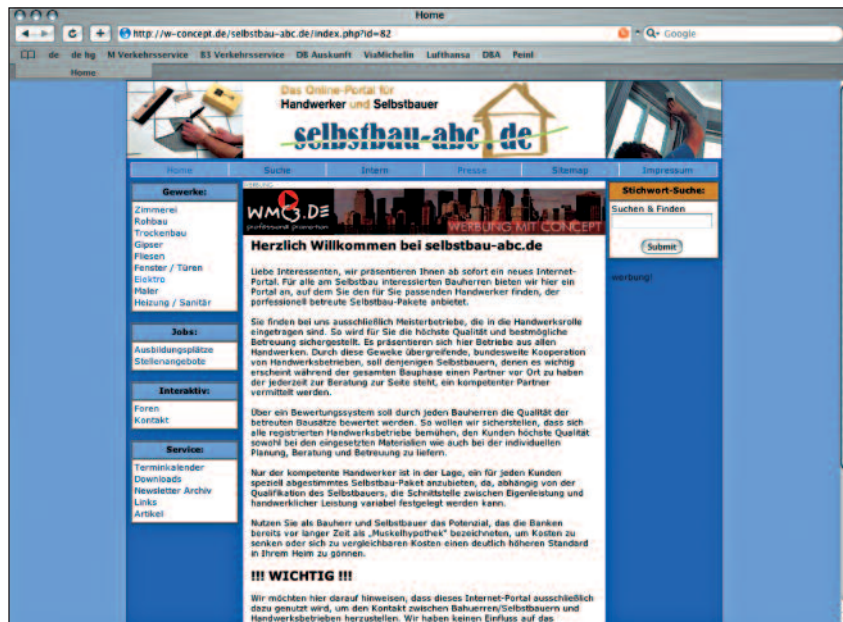 Home
http://w-concept.de/selbstbau-abc.de/index.php?id=82
Google
de de hg M Verkehrsservice B3 Verkehrsservice DB Auskunft ViaMichelin Lufthansa DBA Peinl
Home
Das Online-Portal für
Handwerker und Selbstbauer
selbstbau-abc.de
Home Suche Intern Presse Sitemap Impressum
Gewerke:
Zimmerei
Rohbau
Trockenbau
Gipser
Fliesen
Fenster / Türen
Elektro
Maler
Heizung / Sanitär
Jobs:
Ausbildungsplätze
Stellenangebote
Interaktiv:
Foren
Kontakt
Service:
Terminkalender
Downloads
Newsletter Archiv
Links
Artikel
WERBUNG
WMC3.DE
professional promotion
WERBUNG MIT CONCEPT
Herzlich Willkommen bei selbstbau-abc.de
Liebe Interessenten, wir präsentieren Ihnen ab sofort ein neues Internet-
Portal. Für alle am Selbstbau interessierten Bauherren bieten wir hier ein
Portal an, auf dem Sie den für Sie passenden Handwerker finden, der
porfessionell betreute Selbstbau-Pakete anbietet.
Sie finden bei uns ausschließlich Meisterbetriebe, die in die Handwerksrolle
eingetragen sind. So wird für Sie die höchste Qualität und bestmögliche
Betreuung sichergestellt. Es präsentieren sich hier Betriebe aus allen
Handwerken. Durch diese Geweke übergreifende, bundesweite Kooperation
von Handwerksbetrieben, soll denjenigen Selbstbauern, denen es wichtig
erscheint während der gesamten Bauphase einen Partner vor Ort zu haben
der jederzeit zur Beratung zur Seite steht, ein kompetenter Partner
vermittelt werden.
Über ein Bewertungssystem soll durch jeden Bauherren die Qualität der
betreuten Bausätze bewertet werden. So wollen wir sicherstellen, dass sich
alle registrierten Handwerksbetriebe bemühen, den Kunden höchste Qualität
sowohl bei den eingesetzten Materialien wie auch bei der individuellen
Planung, Beratung und Betreuung zu liefern.
Nur der kompetente Handwerker ist in der Lage, ein für jeden Kunden
speziell abgestimmtes Selbstbau-Paket anzubieten, da, abhängig von der
Qualifikation des Selbstbauers, die Schnittstelle zwischen Eigenleistung und
handwerklicher Leistung variabel festgelegt werden kann.
Nutzen Sie als Bauherr und Selbstbauer das Potenzial, das die Banken
bereits vor langer Zeit als „Muskelhypothek" bezeichneten, um Kosten zu
senken oder sich zu vergleichbaren Kosten einen deutlich höheren Standard
in Ihrem Heim zu gönnen.
!!! WICHTIG !!!
Wir möchten hier darauf hinweisen, dass dieses Internet-Portal ausschließlich
dazu genutzt wird, um den Kontakt zwischen Bahuerren/Selbstbauern und
Handwerksbetrieben herzustellen. Wir haben keinen Einfluss auf das
Stichwort-Suche:
Suchen & Finden
Submit
werbung!